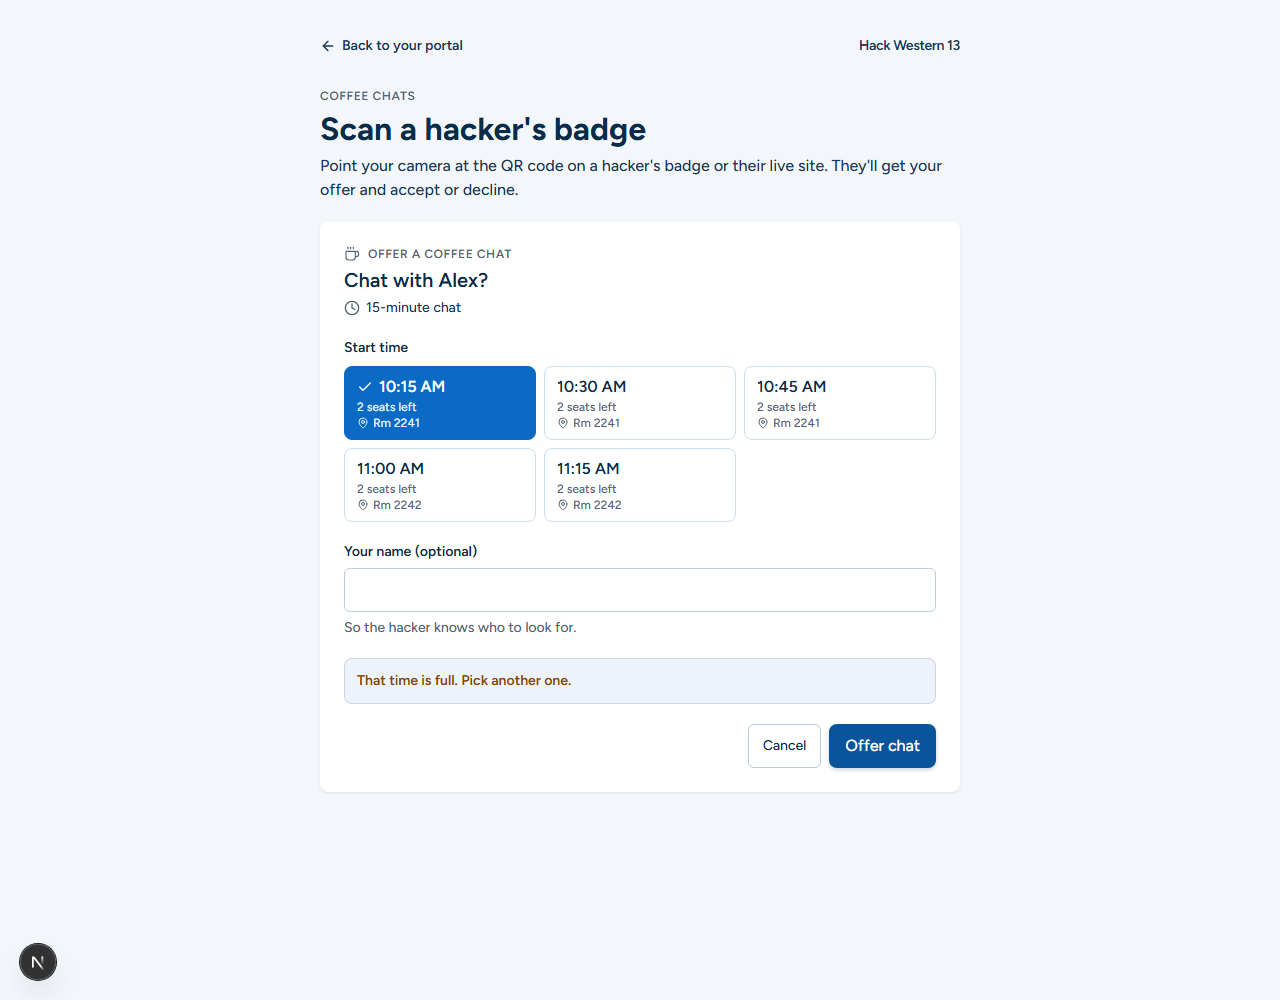 Back to your portal
Hack Western 13
COFFEE CHATS
Scan a hacker's badge
Point your camera at the QR code on a hacker's badge or their live site. They'll get your
offer and accept or decline.
OFFER A COFFEE CHAT
Chat with Alex?
15-minute chat
Start time
10:15 AM
2 seats left
Rm 2241
10:30 AM
2 seats left
Rm 2241
10:45 AM
2 seats left
Rm 2241
11:00 AM
2 seats left
Rm 2242
11:15 AM
2 seats left
Rm 2242
Your name (optional)
So the hacker knows who to look for.
That time is full. Pick another one.
Cancel
Offer chat
N